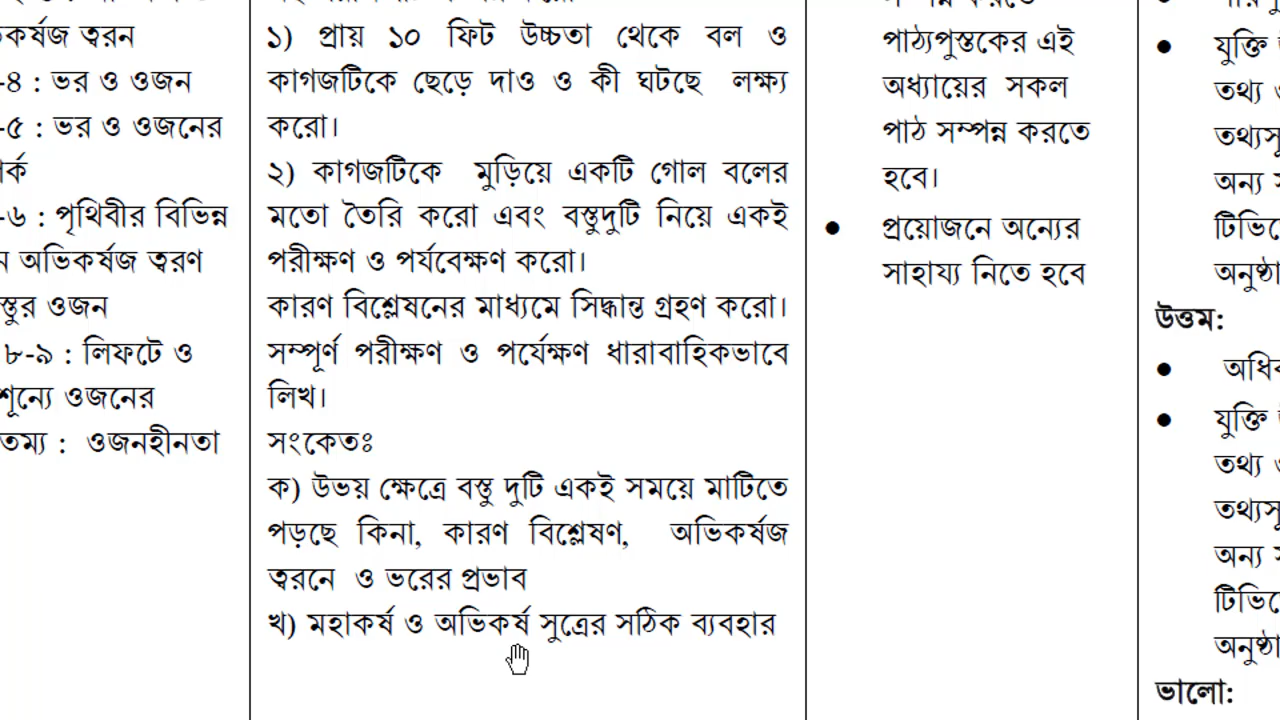 কর্ষজ ত্বরন
-৪ : ভর ও ওজন
-৫ : ভর ও ওজনের
র্ক
-৬ : পৃথিবীর বিভিন্ন
ন অভিকর্ষজ ত্বরণ
স্তুর ওজন
৮-৯ : লিফটে ও
শূন্যে ওজনের
তম্য : ওজনহীনতা
১) প্রায় ১০ ফিট উচ্চতা থেকে বল ও
কাগজটিকে ছেড়ে দাও ও কী ঘটছে লক্ষ্য
করো।
২) কাগজটিকে মুড়িয়ে একটি গোল বলের
মতো তৈরি করো এবং বস্তুদুটি নিয়ে একই
পরীক্ষণ ও পর্যবেক্ষণ করো।
কারণ বিশ্লেষনের মাধ্যমে সিদ্ধান্ত গ্রহণ করো।
সম্পূর্ণ পরীক্ষণ ও পর্যেক্ষণ ধারাবাহিকভাবে
লিখ।
সংকেতঃ
ক) উভয় ক্ষেত্রে বস্তু দুটি একই সময়ে মাটিতে
পড়ছে কিনা, কারণ বিশ্লেষণ, অভিকর্ষজ
ত্বরনে ও ভরের প্রভাব
খ) মহাকর্ষ ও অভিকর্ষ সুত্রের সঠিক ব্যবহার
পাঠ্যপুস্তকের এই
অধ্যায়ের সকল
পাঠ সম্পন্ন করতে
হবে।
● প্রয়োজনে অন্যের
সাহায্য নিতে হবে
● যুক্তি
তথ্য
তথ্যসূ
অন্য
টিভি
অনুষ্ঠা
উত্তম:
● অধিক
● যুক্তি
তথ্য
তথ্যসূ
অন্য
টিভি
অনুষ্ঠা
ভালো: